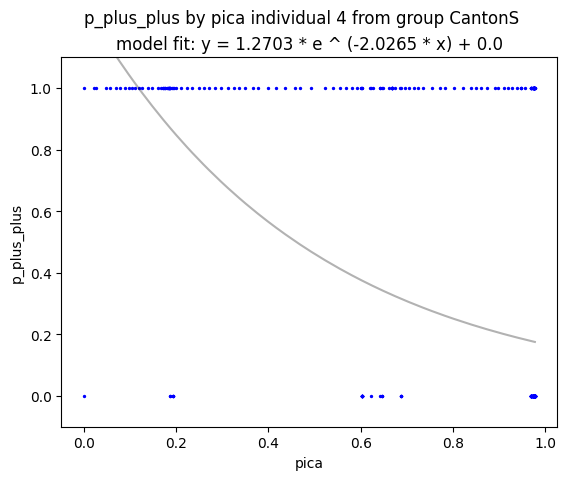 p_plus_plus by pica individual 4 from group CantonS
model fit: y = 1.2703 * e ^ (-2.0265 * x) + 0.0
1.0
0.8
0.6
0.4
0.2
0.0
p_plus_plus
0.0 0.2 0.4 0.6 0.8 1.0
pica